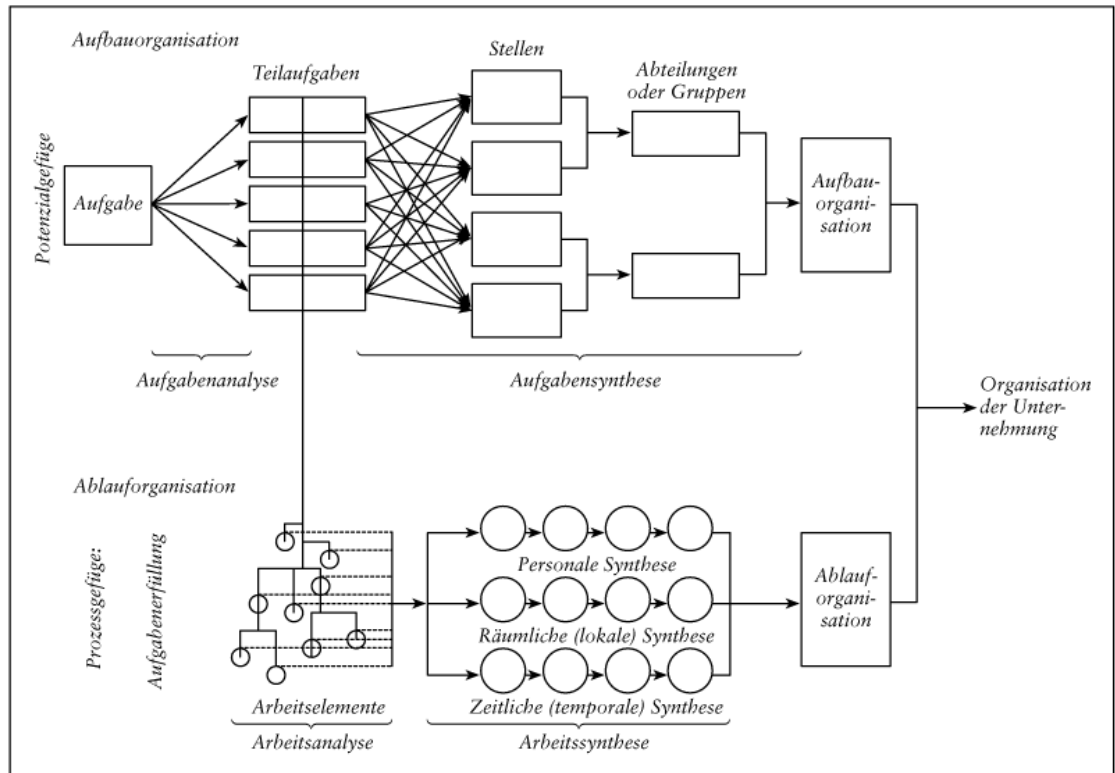 Aufbauorganisation
Stellen
Teilaufgaben
Abteilungen
oder Gruppen
Potenzialgefüge
Aufgabe
Aufbau-
organi-
sation
Aufgabenanalyse
Aufgabensynthese
Organisation
der Unter-
nehmung
Ablauforganisation
Prozessgefüge:
Aufgabenerfüllung
Personale Synthese
Räumliche (lokale) Synthese
Zeitliche (temporale) Synthese
Ablauf-
organi-
sation
Arbeitselemente
Arbeitsanalyse
Arbeitssynthese